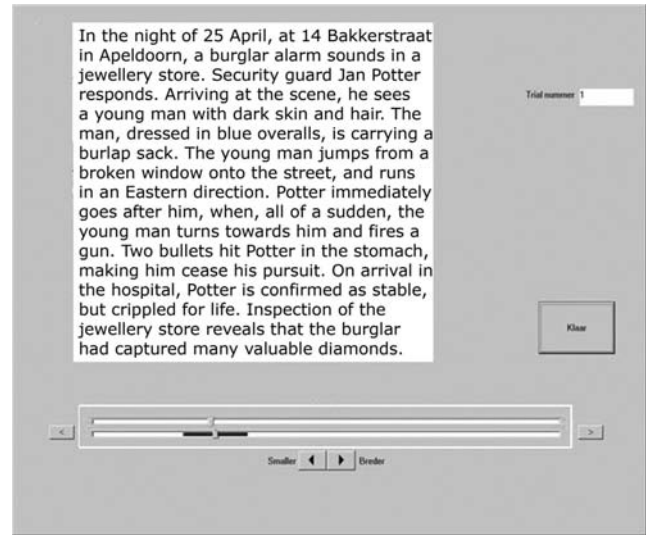 In the night of 25 April, at 14 Bakkerstraat
in Apeldoorn, a burglar alarm sounds in a
jewellery store. Security guard Jan Potter
responds. Arriving at the scene, he sees
a young man with dark skin and hair. The
man, dressed in blue overalls, is carrying a
burlap sack. The young man jumps from a
broken window onto the street, and runs
in an Eastern direction. Potter immediately
goes after him, when, all of a sudden, the
young man turns towards him and fires a
gun. Two bullets hit Potter in the stomach,
making him cease his pursuit. On arrival in
the hospital, Potter is confirmed as stable,
but crippled for life. Inspection of the
jewellery store reveals that the burglar
had captured many valuable diamonds.
Trial nummer 1
Klaar
< >
Smaller Breder